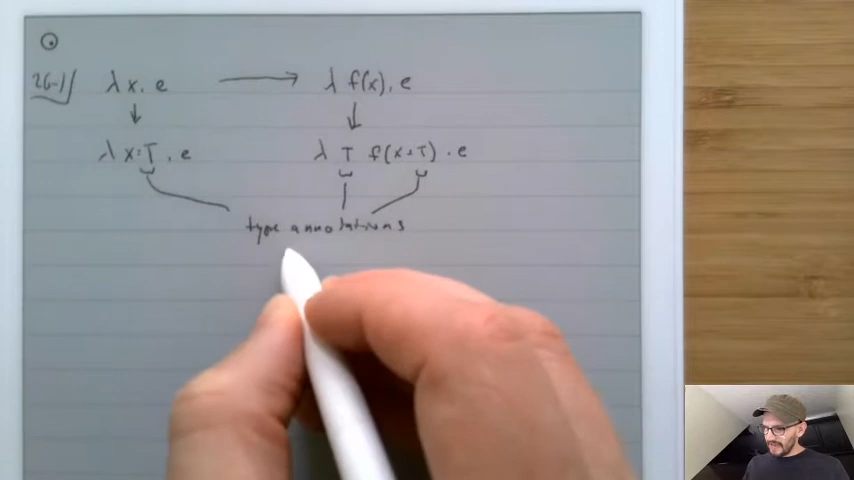 26-1/ λ x. e → λ f(x). e
λ x:T. e λ T f(x:T). e
type annotations